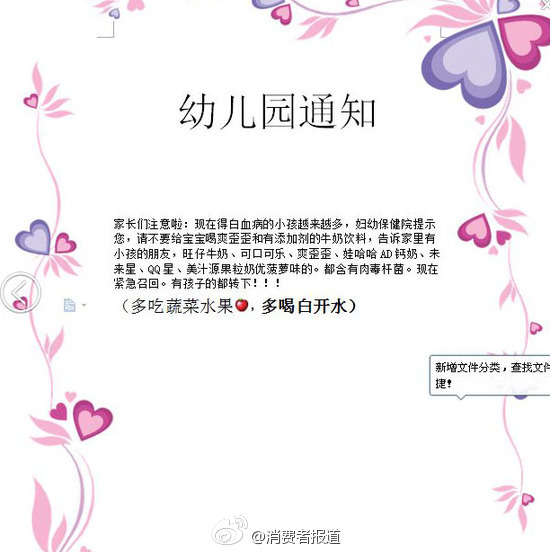 幼儿园通知
家长们注意啦：现在得白血病的小孩越来越多，妇幼保健院提示
您，请不要给宝宝喝爽歪歪和有添加剂的牛奶饮料，告诉家里有
小孩的朋友，旺仔牛奶、可口可乐、爽歪歪、娃哈哈AD钙奶、未
来星、QQ星、美汁源果粒奶优菠萝味的。都含有肉毒杆菌。现在
紧急召回。有孩子的都转下！！！
（多吃蔬菜水果🍎，多喝白开水）
新增文件分类，查找文件
捷！
@消费者报道